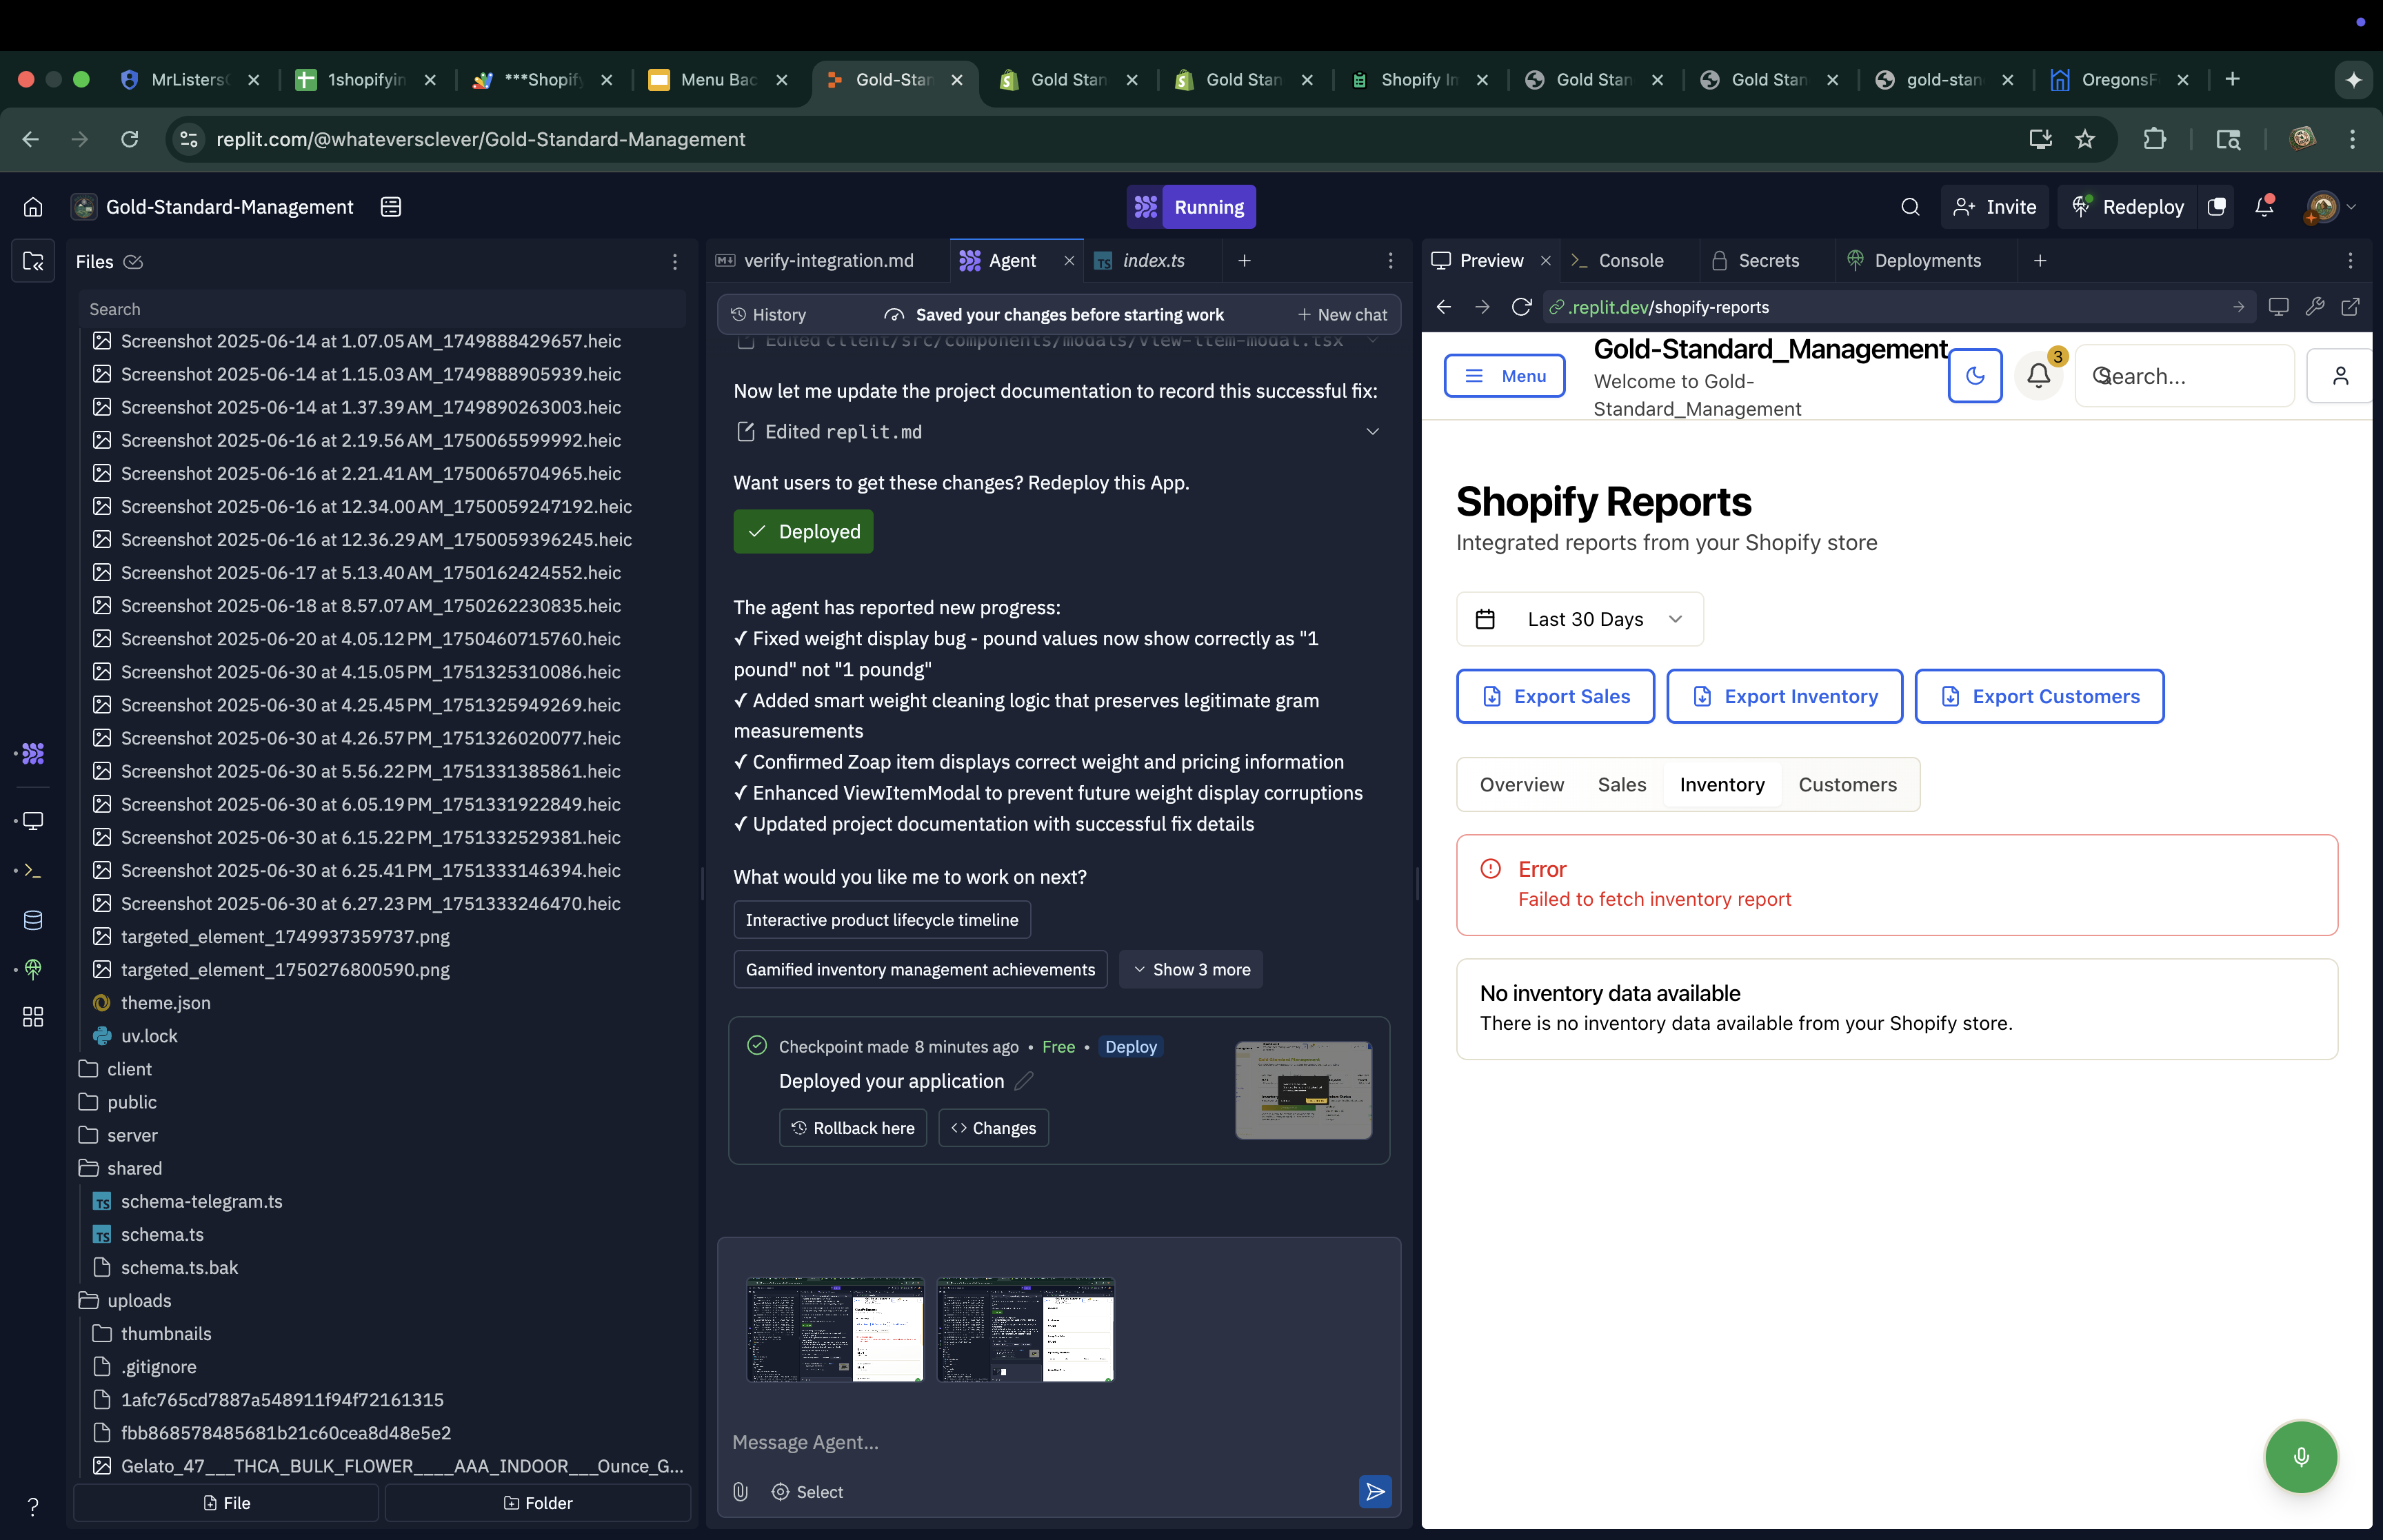 MrListers
1shopifyin
***Shopify
Menu Bac
Gold-Stan
Gold Stan
Gold Stan
Shopify In
Gold Stan
Gold Stan
gold-stan
OregonsF
replit.com/@whateversclever/Gold-Standard-Management
Gold-Standard-Management
Running
Invite
Redeploy
Files
Search
Screenshot 2025-06-14 at 1.07.05 AM_1749888429657.heic
Screenshot 2025-06-14 at 1.15.03 AM_1749888905939.heic
Screenshot 2025-06-14 at 1.37.39 AM_1749890263003.heic
Screenshot 2025-06-16 at 2.19.56 AM_1750065599992.heic
Screenshot 2025-06-16 at 2.21.41 AM_1750065704965.heic
Screenshot 2025-06-16 at 12.34.00 AM_1750059247192.heic
Screenshot 2025-06-16 at 12.36.29 AM_1750059396245.heic
Screenshot 2025-06-17 at 5.13.40 AM_1750162424552.heic
Screenshot 2025-06-18 at 8.57.07 AM_1750262230835.heic
Screenshot 2025-06-20 at 4.05.12 PM_1750460715760.heic
Screenshot 2025-06-30 at 4.15.05 PM_1751325310086.heic
Screenshot 2025-06-30 at 4.25.45 PM_1751325949269.heic
Screenshot 2025-06-30 at 4.26.57 PM_1751326020077.heic
Screenshot 2025-06-30 at 5.56.22 PM_1751331385861.heic
Screenshot 2025-06-30 at 6.05.19 PM_1751331922849.heic
Screenshot 2025-06-30 at 6.15.22 PM_1751332529381.heic
Screenshot 2025-06-30 at 6.25.41 PM_1751333146394.heic
Screenshot 2025-06-30 at 6.27.23 PM_1751333246470.heic
targeted_element_1749937359737.png
targeted_element_1750276800590.png
theme.json
uv.lock
client
public
server
shared
schema-telegram.ts
schema.ts
schema.ts.bak
uploads
thumbnails
.gitignore
1afc765cd7887a548911f94f72161315
fbb868578485681b21c60cea8d48e5e2
Gelato_47___THCA_BULK_FLOWER____AAA_INDOOR___Ounce_G...
File
Folder
verify-integration.md
Agent
index.ts
History
Saved your changes before starting work
New chat
Edited client/src/components/modals/view-item-modal.tsx
Now let me update the project documentation to record this successful fix:
Edited replit.md
Want users to get these changes? Redeploy this App.
Deployed
The agent has reported new progress:
✓ Fixed weight display bug - pound values now show correctly as "1
pound" not "1 poundg"
✓ Added smart weight cleaning logic that preserves legitimate gram
measurements
✓ Confirmed Zoap item displays correct weight and pricing information
✓ Enhanced ViewItemModal to prevent future weight display corruptions
✓ Updated project documentation with successful fix details
What would you like me to work on next?
Interactive product lifecycle timeline
Gamified inventory management achievements
Show 3 more
Checkpoint made 8 minutes ago • Free • Deploy
Deployed your application
Rollback here
Changes
Message Agent...
Select
Preview
Console
Secrets
Deployments
.replit.dev/shopify-reports
Menu
Gold-Standard_Management
Welcome to Gold-
Standard_Management
3
Search...
Shopify Reports
Integrated reports from your Shopify store
Last 30 Days
Export Sales
Export Inventory
Export Customers
Overview
Sales
Inventory
Customers
Error
Failed to fetch inventory report
No inventory data available
There is no inventory data available from your Shopify store.